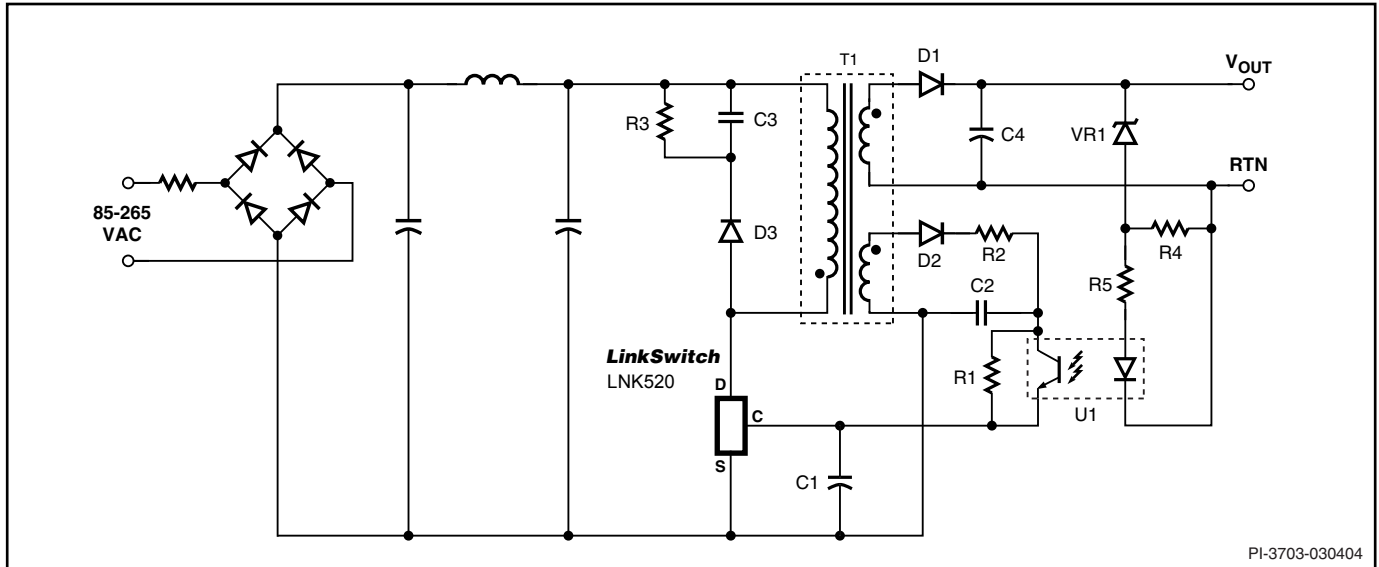 T1
D1
VOUT
R3
C3
C4
VR1
RTN
85-265
VAC
D3
D2
R2
R4
C2
R5
LinkSwitch
LNK520
D
R1
C
U1
S
C1
PI-3703-030404